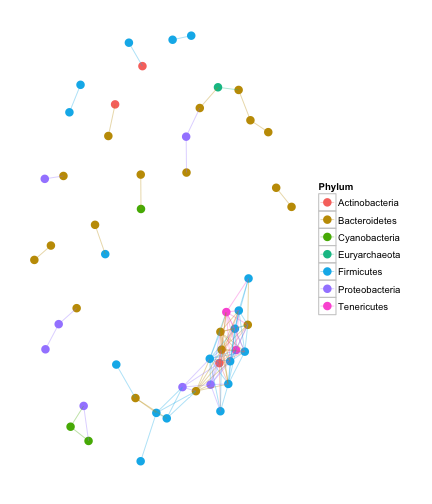 Phylum
Actinobacteria
Bacteroidetes
Cyanobacteria
Euryarchaeota
Firmicutes
Proteobacteria
Tenericutes